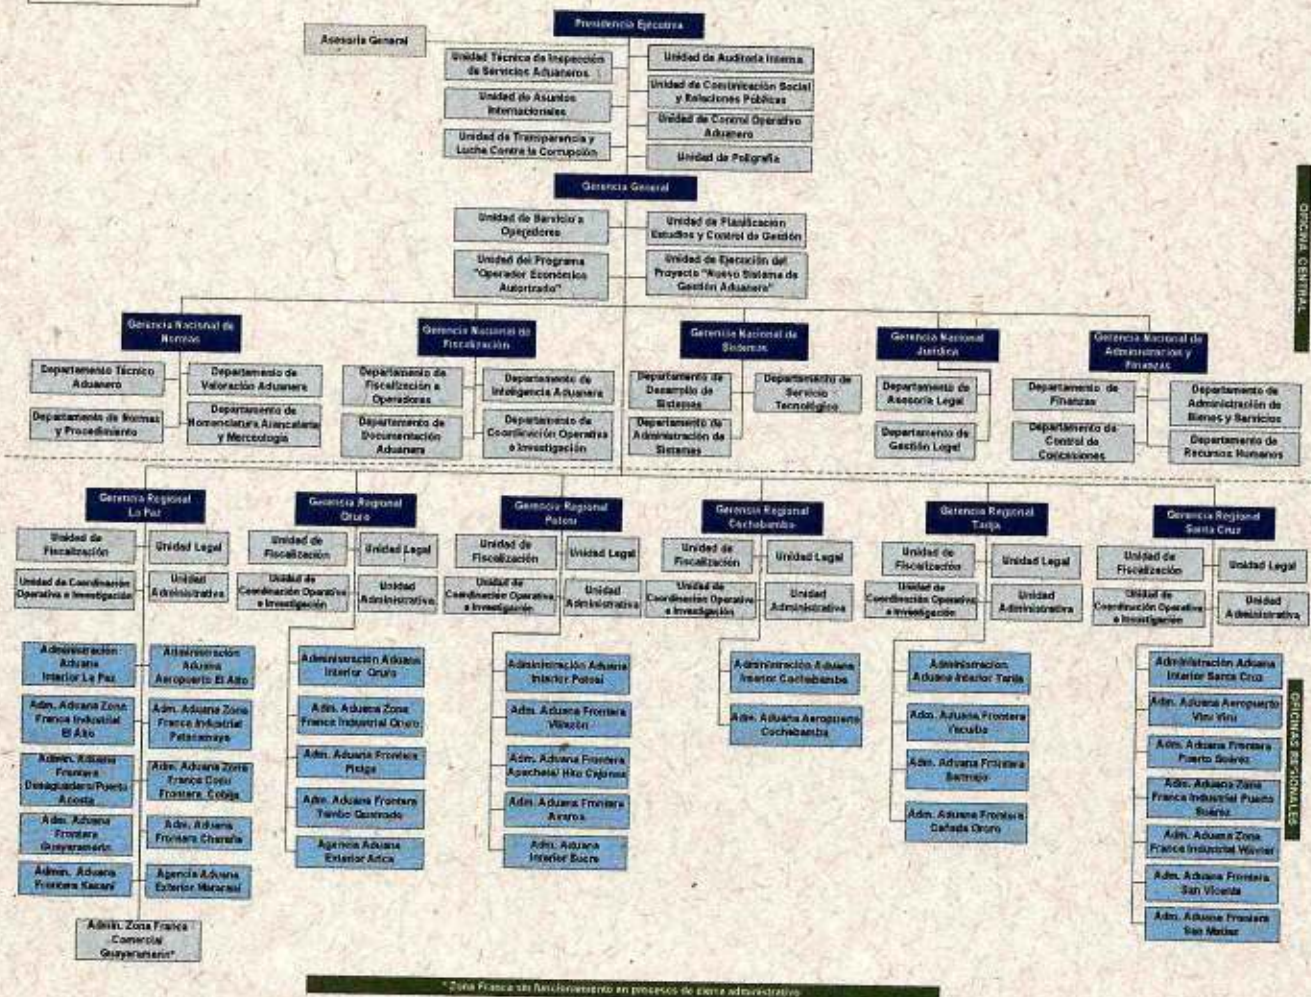 Presidencia Ejecutiva
Asesoría General
Unidad Técnica de Inspección
de Servicios Aduaneros
Unidad de Auditoría Interna
Unidad de Asuntos
Internacionales
Unidad de Comunicación Social
y Relaciones Públicas
Unidad de Transparencia y
Lucha Contra la Corrupción
Unidad de Control Operativo
Aduanero
Unidad de Poligrafía
Gerencia General
Unidad de Servicio a
Operadores
Unidad de Planificación
Estudios y Control de Gestión
Unidad del Programa
"Operador Económico
Autorizado"
Unidad de Ejecución del
Proyecto "Nuevo Sistema de
Gestión Aduanera"
OFICINA CENTRAL
Gerencia Nacional de
Normas
Departamento Técnico
Aduanero
Departamento de
Valoración Aduanera
Departamento de Normas
y Procedimiento
Departamento de
Nomenclatura Arancelaria
y Merceología
Gerencia Nacional de
Fiscalización
Departamento de
Fiscalización a
Operadores
Departamento de
Inteligencia Aduanera
Departamento de
Documentación
Aduanera
Departamento de
Coordinación Operativa
e Investigación
Gerencia Nacional de
Sistemas
Departamento de
Desarrollo de
Sistemas
Departamento de
Servicio
Tecnológico
Departamento de
Administración de
Sistemas
Gerencia Nacional
Jurídica
Departamento de
Asesoría Legal
Departamento de
Gestión Legal
Gerencia Nacional de
Administración y
Finanzas
Departamento de
Finanzas
Departamento de
Administración de
Bienes y Servicios
Departamento de
Control de
Concesiones
Departamento de
Recursos Humanos
Gerencia Regional
La Paz
Unidad de
Fiscalización
Unidad Legal
Unidad de Coordinación
Operativa e Investigación
Unidad
Administrativa
Administración
Aduana
Interior La Paz
Administración
Aduana
Aeropuerto El Alto
Adm. Aduana Zona
Franca Industrial
El Alto
Adm. Aduana Zona
Franca Industrial
Patacamaya
Admin. Aduana
Frontera
Desaguadero/Puerto
Acosta
Adm. Aduana Zona
Franca Com/
Frontera Cobija
Adm. Aduana
Frontera
Guayaramerín
Adm. Aduana
Frontera Charaña
Admin. Aduana
Frontera Kasani
Agencia Aduana
Exterior Matarani
Admin. Zona Franca
Comercial
Guayaramerín*
Gerencia Regional
Oruro
Unidad de
Fiscalización
Unidad Legal
Unidad de
Coordinación Operativa
e Investigación
Unidad
Administrativa
Administración Aduana
Interior Oruro
Adm. Aduana Zona
Franca Industrial Oruro
Adm. Aduana Frontera
Pisiga
Adm. Aduana Frontera
Tambo Quemado
Agencia Aduana
Exterior Arica
Gerencia Regional
Potosí
Unidad de
Fiscalización
Unidad Legal
Unidad de
Coordinación Operativa
e Investigación
Unidad
Administrativa
Administración Aduana
Interior Potosí
Adm. Aduana Frontera
Villazón
Adm. Aduana Frontera
Apacheta/ Hito Cajones
Adm. Aduana Frontera
Avaroa
Adm. Aduana
Interior Sucre
Gerencia Regional
Cochabamba
Unidad de
Fiscalización
Unidad Legal
Unidad de
Coordinación Operativa
e Investigación
Unidad
Administrativa
Administración Aduana
Interior Cochabamba
Adm. Aduana Aeropuerto
Cochabamba
Gerencia Regional
Tarija
Unidad de
Fiscalización
Unidad Legal
Unidad de
Coordinación Operativa
e Investigación
Unidad
Administrativa
Administración
Aduana Interior Tarija
Adm. Aduana Frontera
Yacuiba
Adm. Aduana Frontera
Bermejo
Adm. Aduana Frontera
Cañada Oruro
Gerencia Regional
Santa Cruz
Unidad de
Fiscalización
Unidad Legal
Unidad de
Coordinación Operativa
e Investigación
Unidad
Administrativa
Administración Aduana
Interior Santa Cruz
Adm. Aduana Aeropuerto
Viru Viru
Adm. Aduana Frontera
Puerto Suárez
Adm. Aduana Zona
Franca Industrial Puerto
Suárez
Adm. Aduana Zona
Franca Industrial Winner
Adm. Aduana Frontera
San Vicente
Adm. Aduana Frontera
San Matías
OFICINAS REGIONALES
* Zona Franca sin funcionamiento en procesos de cierre administrativo